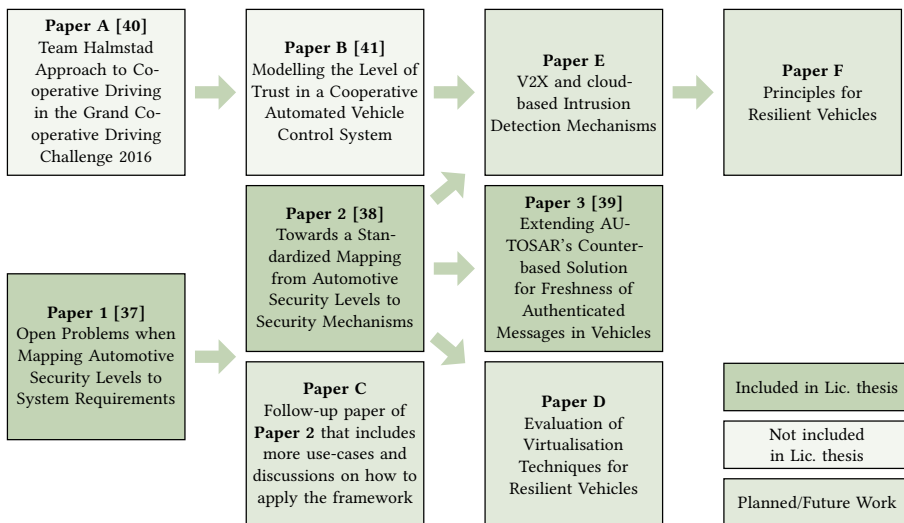 Paper A [40]
Team Halmstad
Approach to Co-
operative Driving
in the Grand Co-
operative Driving
Challenge 2016
Paper B [41]
Modelling the Level of
Trust in a Cooperative
Automated Vehicle
Control System
Paper E
V2X and cloud-
based Intrusion
Detection Mechanisms
Paper F
Principles for
Resilient Vehicles
Paper 1 [37]
Open Problems when
Mapping Automotive
Security Levels to
System Requirements
Paper 2 [38]
Towards a Stan-
dardized Mapping
from Automotive
Security Levels to
Security Mechanisms
Paper 3 [39]
Extending AU-
TOSAR's Counter-
based Solution
for Freshness of
Authenticated
Messages in Vehicles
Paper C
Follow-up paper of
Paper 2 that includes
more use-cases and
discussions on how to
apply the framework
Paper D
Evaluation of
Virtualisation
Techniques for
Resilient Vehicles
Included in Lic. thesis
Not included
in Lic. thesis
Planned/Future Work